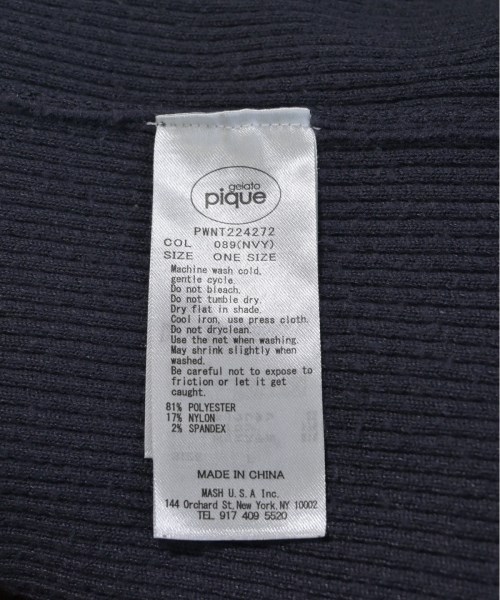 gelato
pique
PWNT224272
COL 089(NVY)
SIZE ONE SIZE
Machine wash cold,
gentle cycle.
Do not bleach.
Do not tumble dry.
Dry flat in shade.
Cool iron, use press cloth.
Do not dryclean.
Use the net when washing.
May shrink slightly when
washed.
Be careful not to expose to
friction or let it get
caught.
81% POLYESTER
17% NYLON
2% SPANDEX
MADE IN CHINA
MASH U.S.A Inc.
144 Orchard St, New York, NY 10002
TEL 917 409 5520